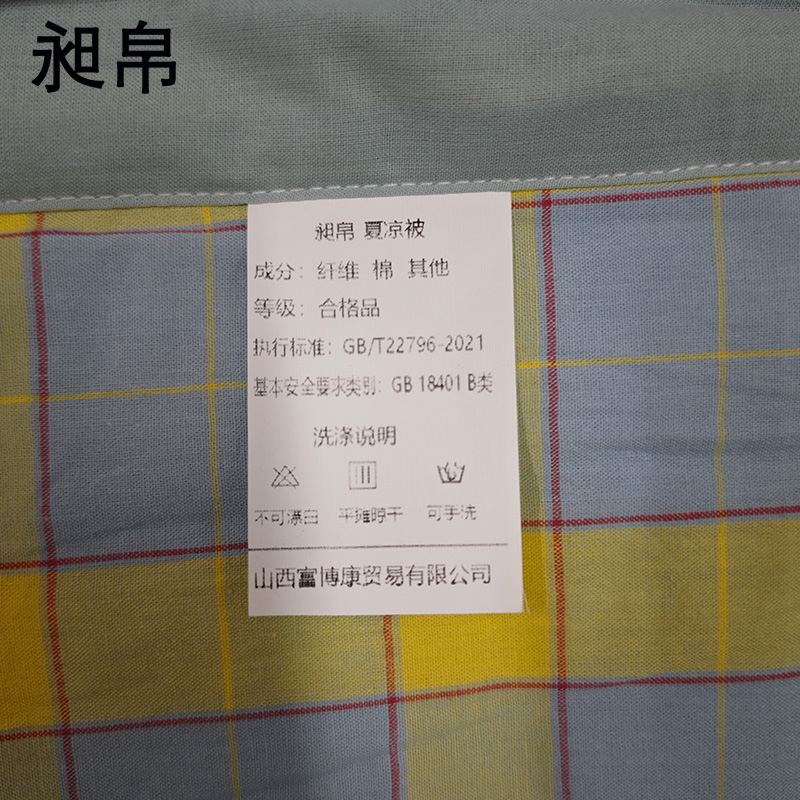 昶帛
昶帛 夏凉被
成分：纤维 棉 其他
等级：合格品
执行标准：GB/T22796-2021
基本安全要求类别：GB 18401 B类
洗涤说明
不可漂白 平摊晾干 可手洗
山西富博康贸易有限公司